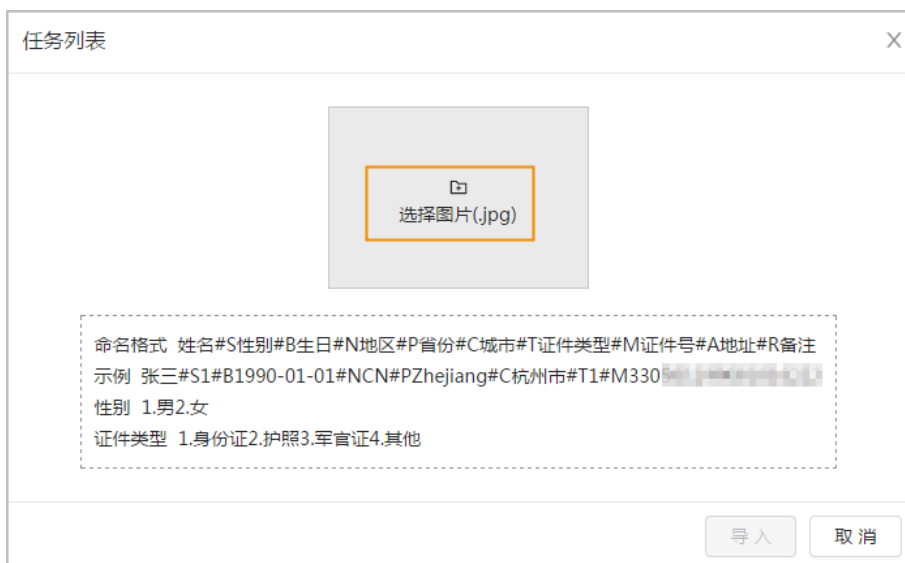 任务列表
选择图片(.jpg)
命名格式 姓名#S性别#B生日#N地区#P省份#C城市#T证件类型#M证件号#A地址#R备注
示例 张三#S1#B1990-01-01#NCN#PZhejiang#C杭州市#T1#M330
性别 1.男2.女
证件类型 1.身份证2.护照3.军官证4.其他
导入
取消